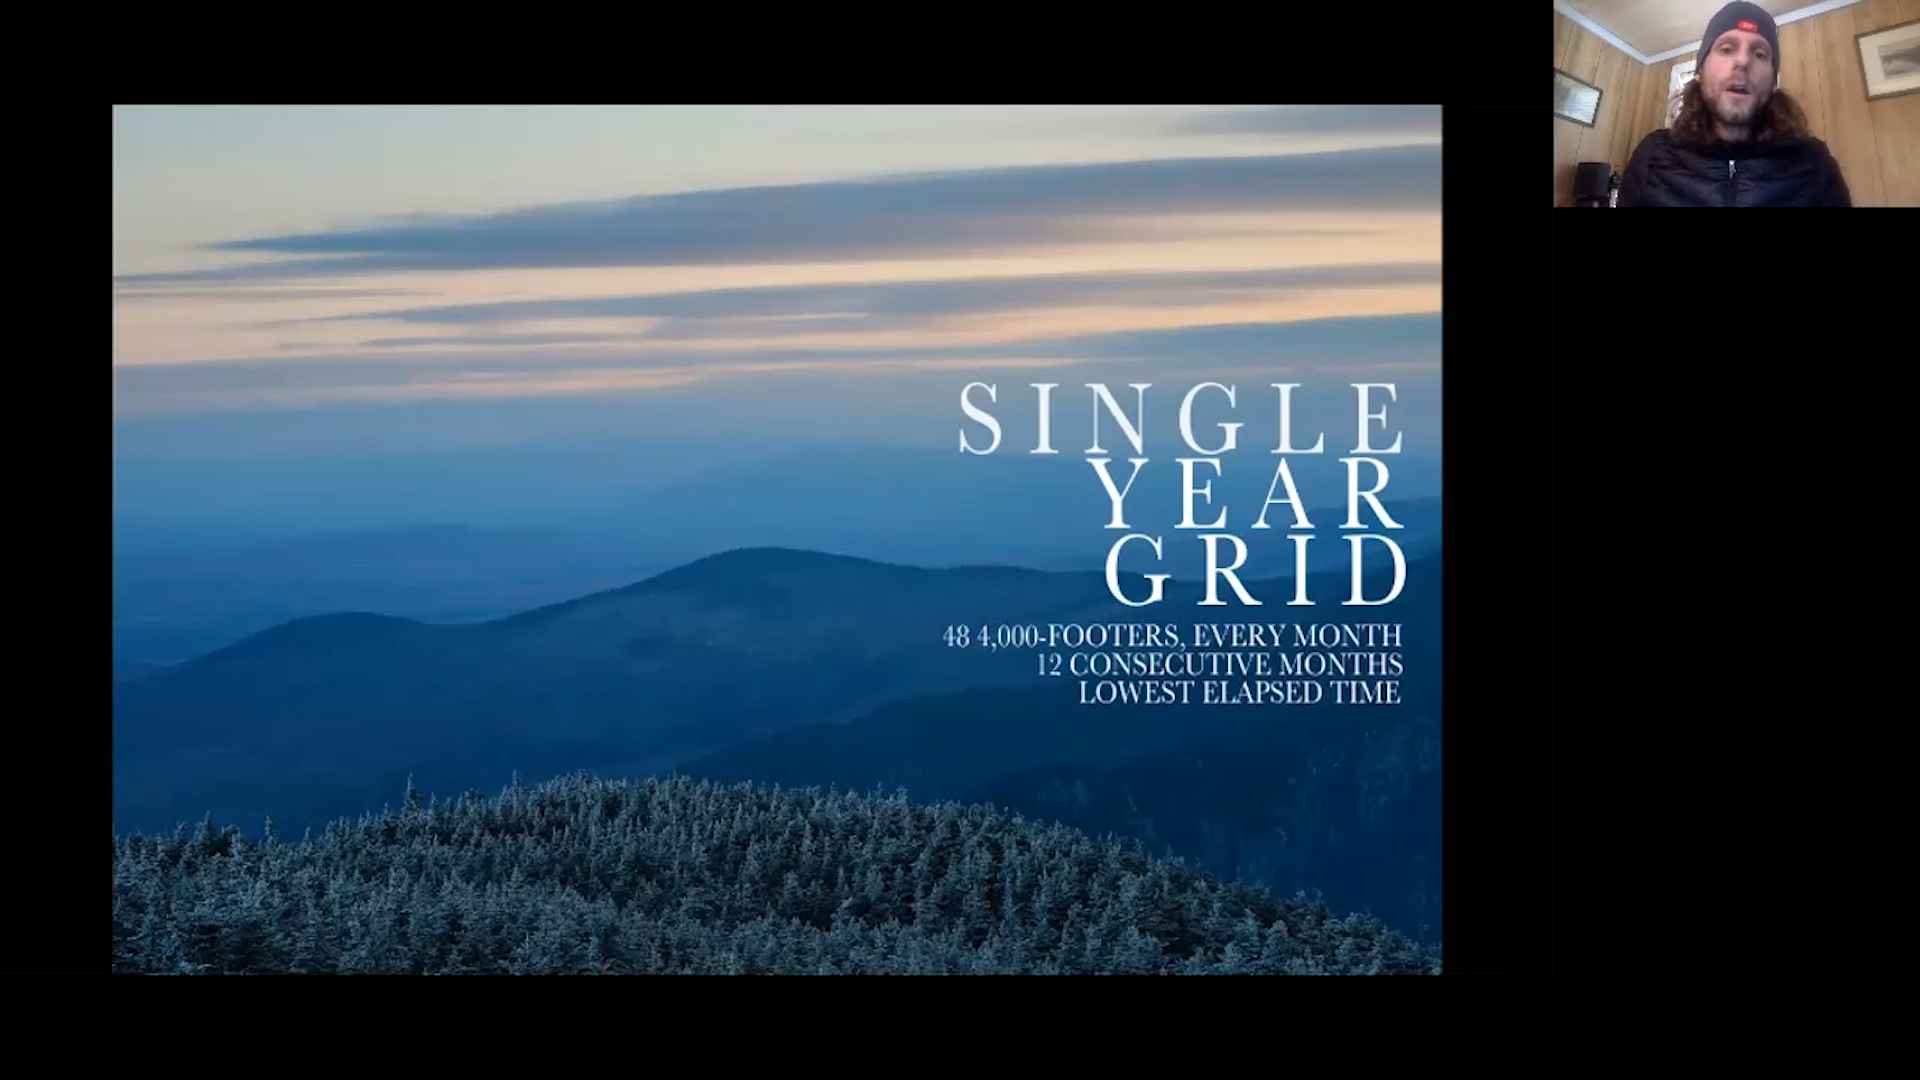 SINGLE
YEAR
GRID
48 4,000-FOOTERS, EVERY MONTH
12 CONSECUTIVE MONTHS
LOWEST ELAPSED TIME